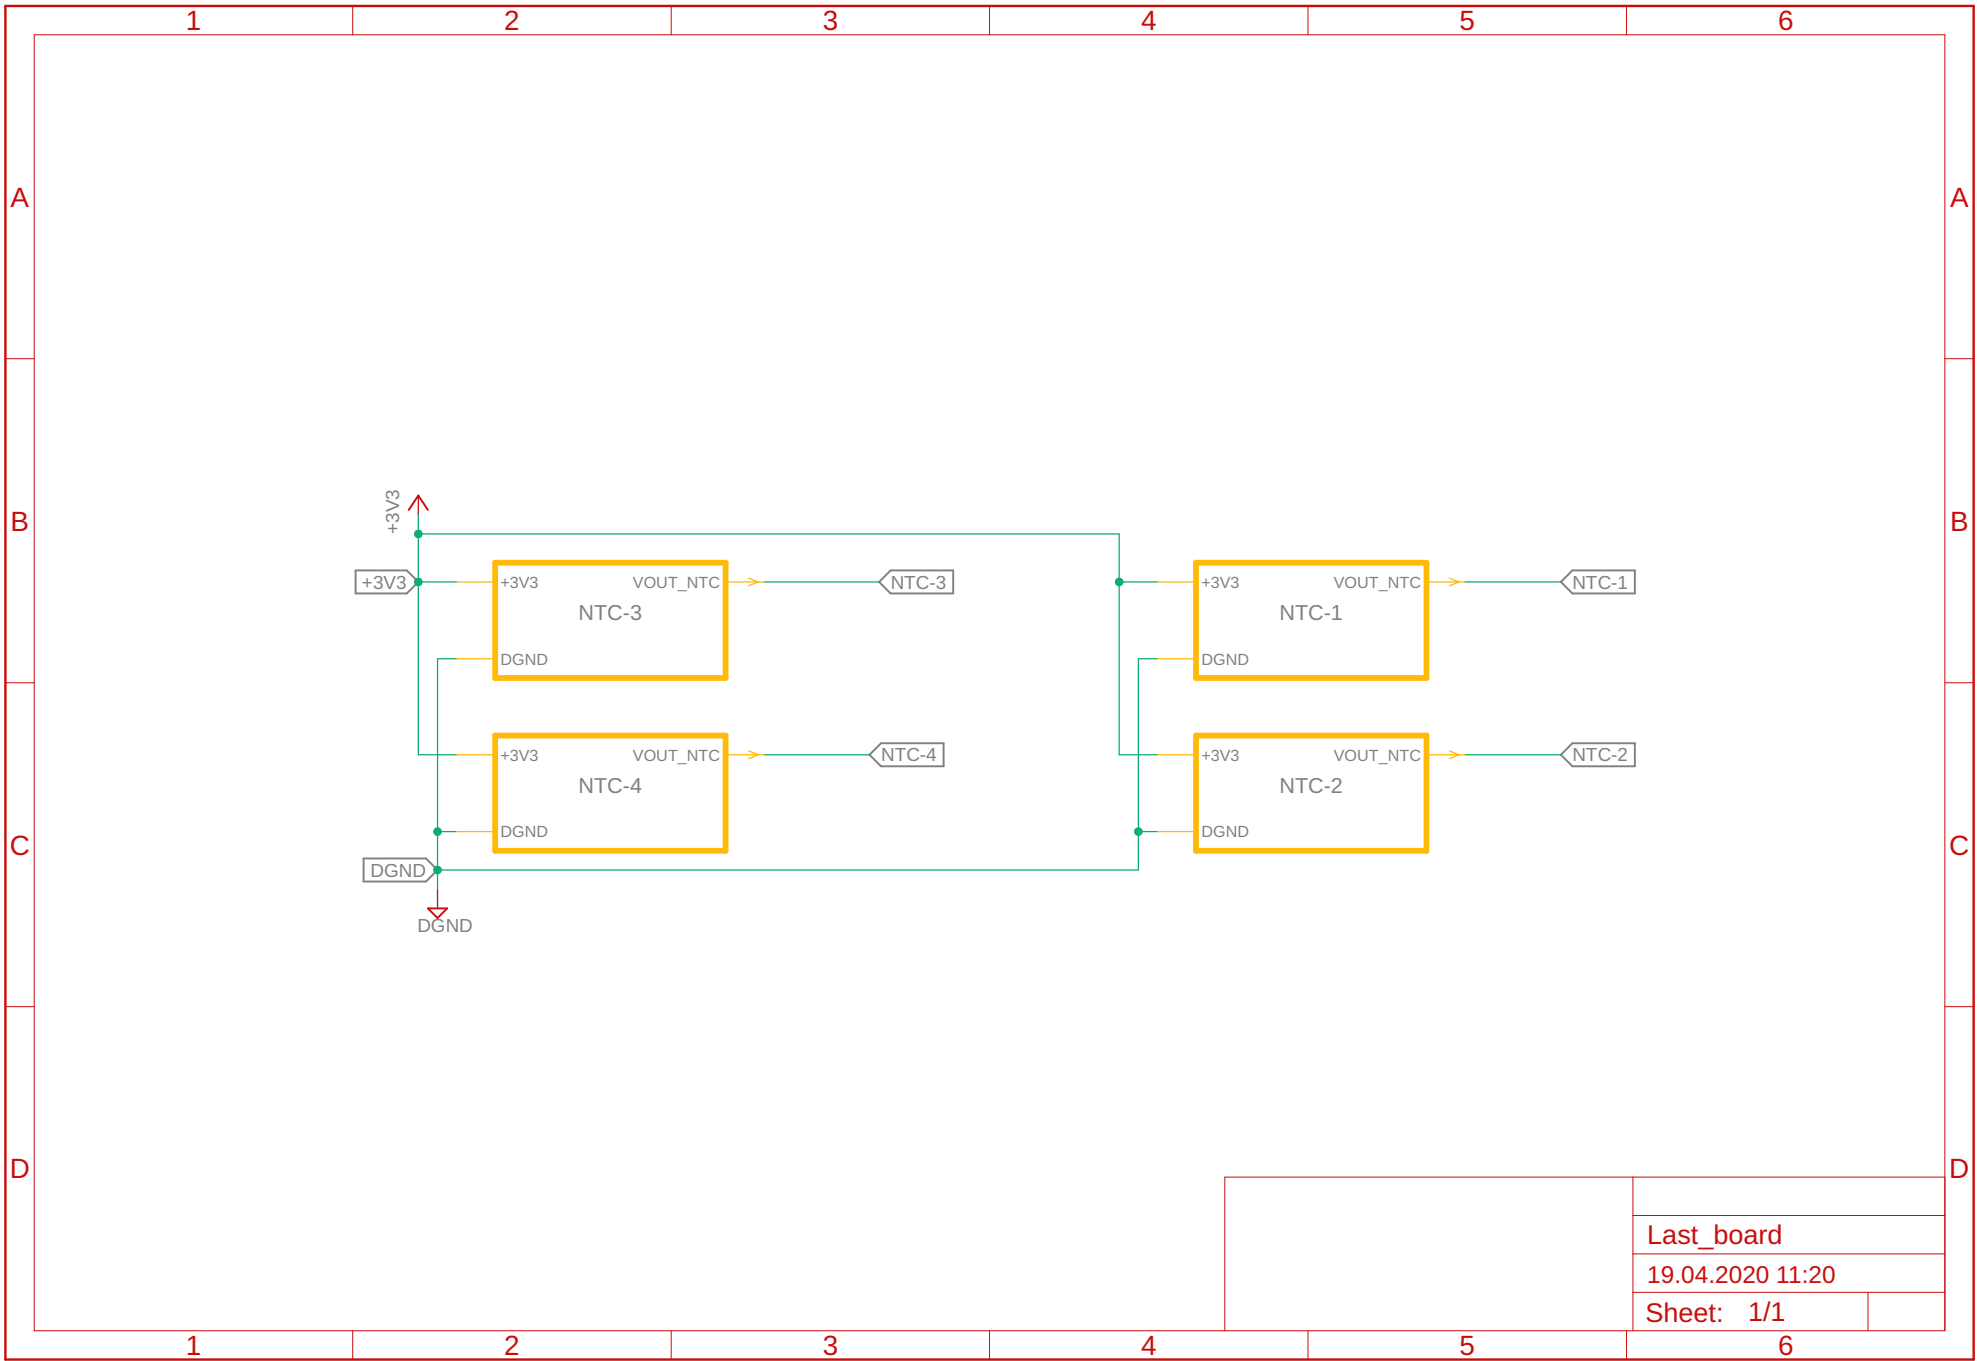 1 2 3 4 5 6
A A
+3V3
B B
+3V3 +3V3 VOUT_NTC NTC-3 +3V3 VOUT_NTC NTC-1
NTC-3 NTC-1
DGND DGND
+3V3 VOUT_NTC NTC-4 +3V3 VOUT_NTC NTC-2
NTC-4 NTC-2
DGND DGND
C C
DGND
DGND
D D
Last_board
19.04.2020 11:20
Sheet: 1/1
1 2 3 4 5 6